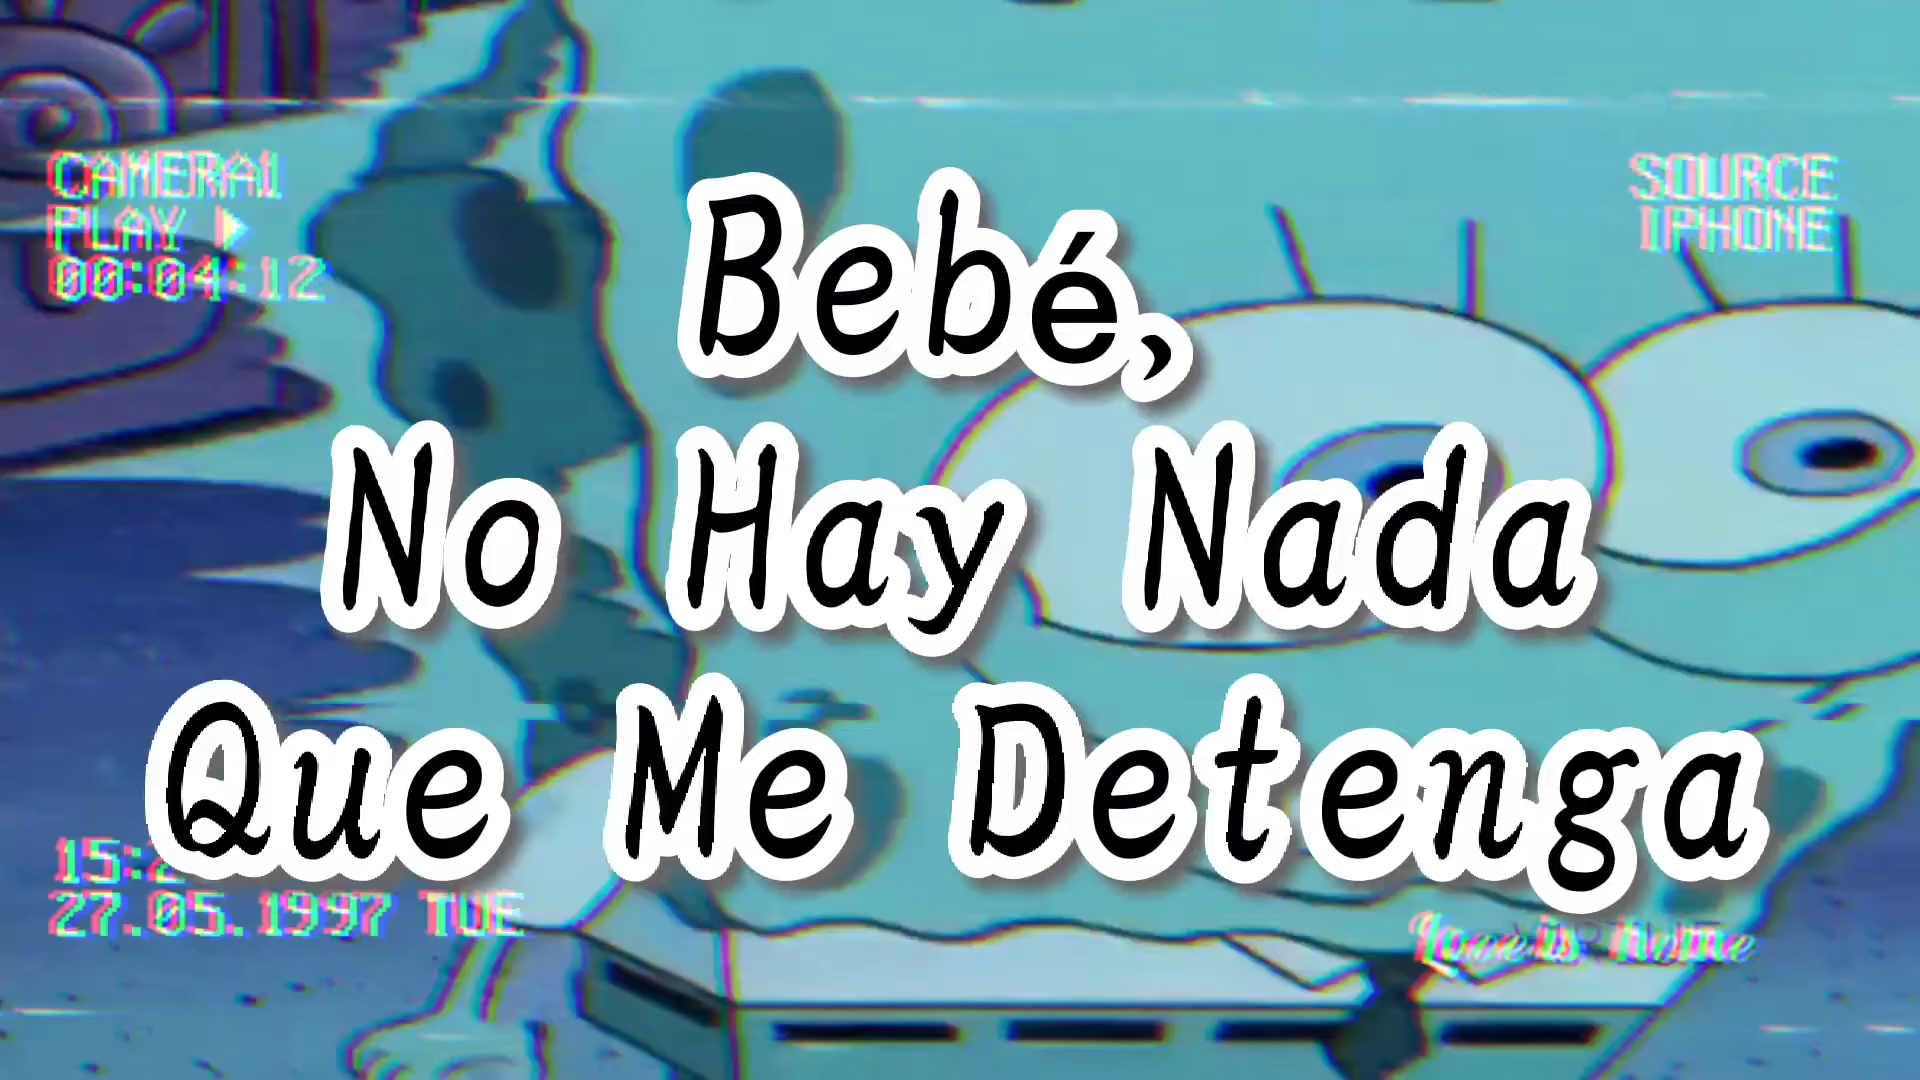 CAMERA1
PLAY
00:04:12
SOURCE
IPHONE
Bebé,
No Hay Nada
Que Me Detenga
27.05.1997 TUE